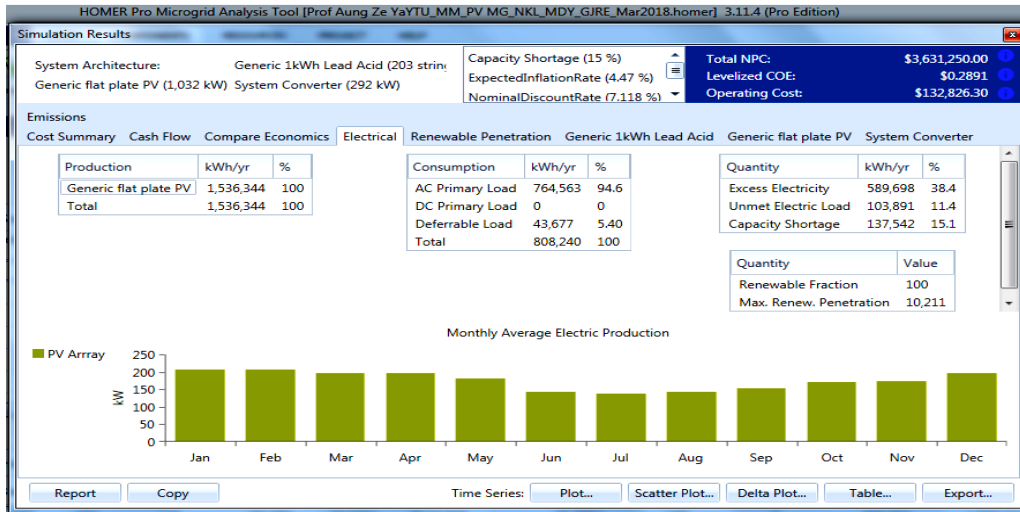 HOMER Pro Microgrid Analysis Tool [Prof Aung Ze YaYTU_MM_PV MG_NKL_MDY_GJRE_Mar2018.homer] 3.11.4 (Pro Edition)
Simulation Results
System Architecture: Generic 1kWh Lead Acid (203 string
Generic flat plate PV (1,032 kW) System Converter (292 kW)
Capacity Shortage (15 %)
ExpectedInflationRate (4.47 %)
NominalDiscountRate (7.118 %)
Total NPC: $3,631,250.00
Levelized COE: $0.2891
Operating Cost: $132,826.30
Emissions
Cost Summary Cash Flow Compare Economics Electrical Renewable Penetration Generic 1kWh Lead Acid Generic flat plate PV System Converter
Production kWh/yr %
Generic flat plate PV 1,536,344 100
Total 1,536,344 100
Consumption kWh/yr %
AC Primary Load 764,563 94.6
DC Primary Load 0 0
Deferrable Load 43,677 5.40
Total 808,240 100
Quantity kWh/yr %
Excess Electricity 589,698 38.4
Unmet Electric Load 103,891 11.4
Capacity Shortage 137,542 15.1
Quantity Value
Renewable Fraction 100
Max. Renew. Penetration 10,211
Monthly Average Electric Production
PV Arrray
kW
250
200
150
100
50
0
Jan Feb Mar Apr May Jun Jul Aug Sep Oct Nov Dec
Report Copy Time Series: Plot... Scatter Plot... Delta Plot... Table... Export...